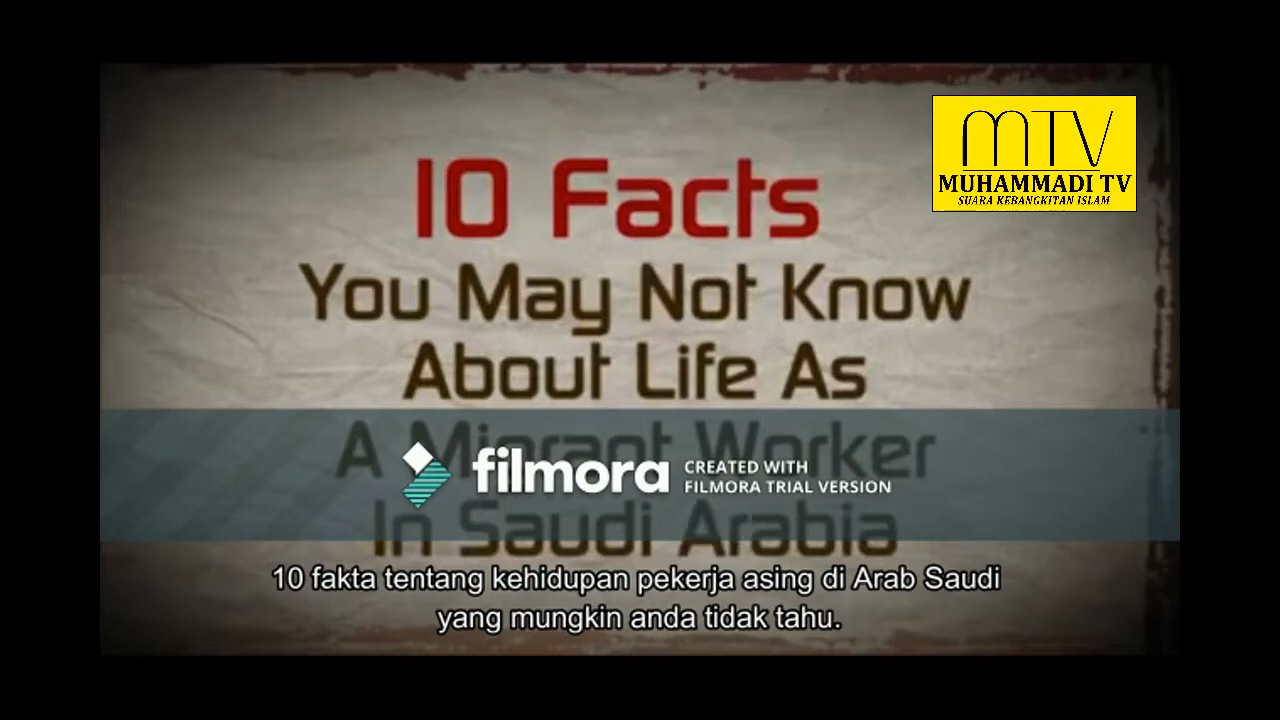 10 Facts
You May Not Know
About Life As
A Migrant Worker
In Saudi Arabia
MTV
MUHAMMADI TV
SUARA KEBANGKITAN ISLAM
filmora
CREATED WITH
FILMORA TRIAL VERSION
10 fakta tentang kehidupan pekerja asing di Arab Saudi
yang mungkin anda tidak tahu.